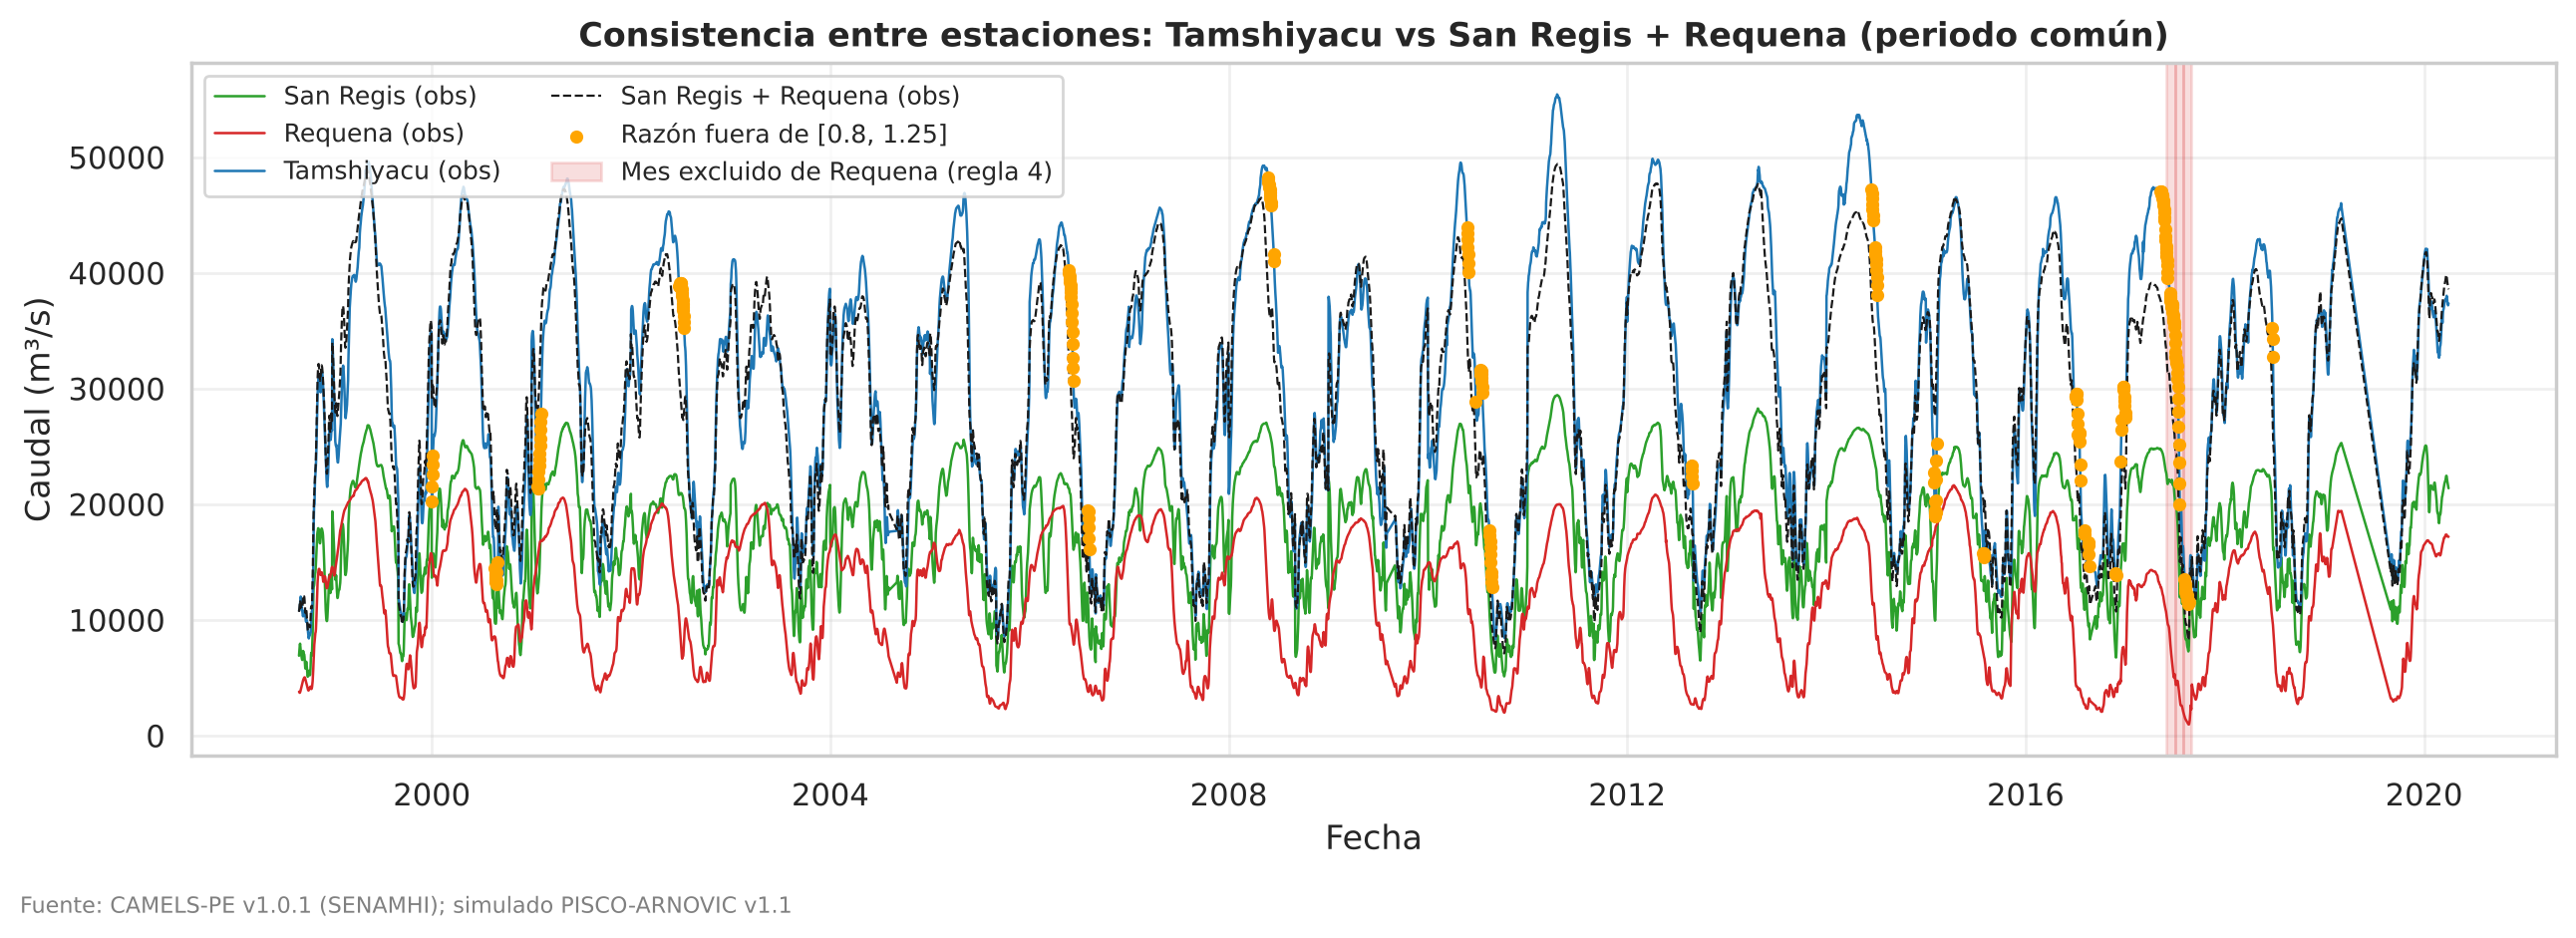 Consistencia entre estaciones: Tamshiyacu vs San Regis + Requena (periodo común)
San Regis (obs)
Requena (obs)
Tamshiyacu (obs)
San Regis + Requena (obs)
Razón fuera de [0.8, 1.25]
Mes excluido de Requena (regla 4)
Caudal (m³/s)
50000
40000
30000
20000
10000
0
2000
2004
2008
2012
2016
2020
Fecha
Fuente: CAMELS-PE v1.0.1 (SENAMHI); simulado PISCO-ARNOVIC v1.1